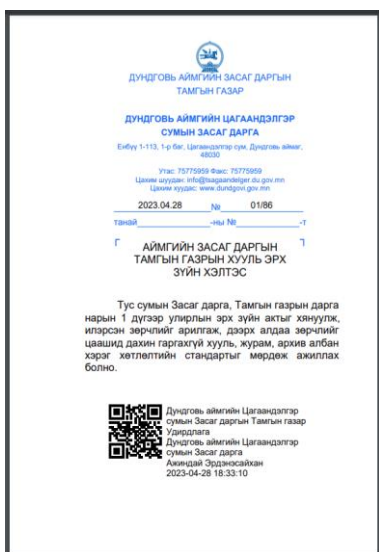 ДУНДГОВЬ АЙМГИЙН ЗАСАГ ДАРГЫН
ТАМГЫН ГАЗАР
ДУНДГОВЬ АЙМГИЙН ЦАГААНДЭЛГЭР
СУМЫН ЗАСАГ ДАРГА
Енбүү 1-113, 1-р баг, Цагаандэлгэр сум, Дундговь аймаг,
48030
Утас: 75775959 Факс: 75775959
Цахим шуудан: info@tsagaandelger.du.gov.mn
Цахим хуудас: www.dundgovi.gov.mn
2023.04.28 № 01/86
танай -ны № -т
АЙМГИЙН ЗАСАГ ДАРГЫН
ТАМГЫН ГАЗРЫН ХУУЛЬ ЭРХ
ЗҮЙН ХЭЛТЭС
Тус сумын Засаг дарга, Тамгын газрын дарга
нарын 1 дүгээр улирлын эрх зүйн актыг хянуулж,
илэрсэн зөрчлийг арилгаж, дээрх алдаа зөрчлийг
цаашид дахин гаргахгүй хууль, журам, архив албан
хэрэг хөтлөлтийн стандартыг мөрдөж ажиллах
болно.
Дундговь аймгийн Цагаандэлгэр
сумын Засаг даргын Тамгын газар
Удирдлага
Дундговь аймгийн Цагаандэлгэр
сумын Засаг дарга
Ажиндай Эрдэнэсайхан
2023-04-28 18:33:10